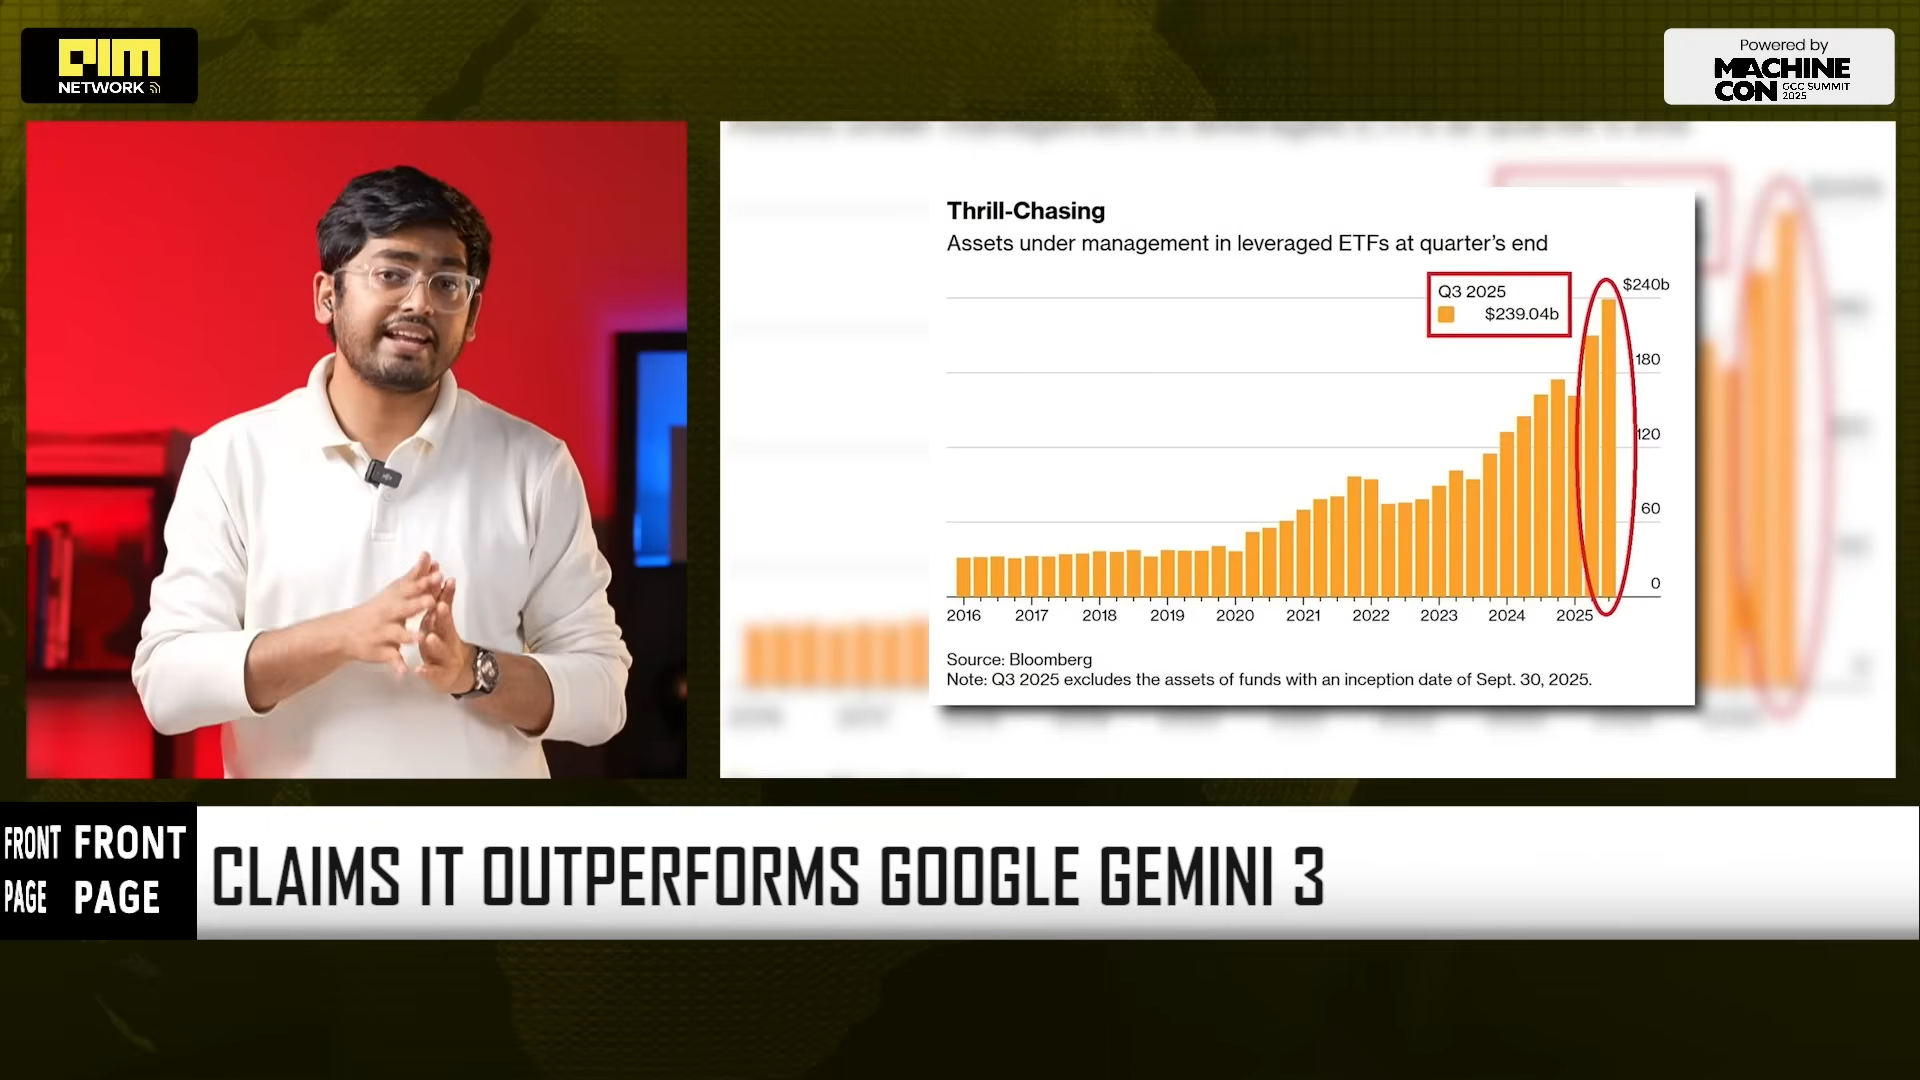 AIM
NETWORK
Powered by
MACHINE
CON GCC SUMMIT
2025
Thrill-Chasing
Assets under management in leveraged ETFs at quarter's end
Q3 2025
$239.04b
$240b
180
120
60
0
2016 2017 2018 2019 2020 2021 2022 2023 2024 2025
Source: Bloomberg
Note: Q3 2025 excludes the assets of funds with an inception date of Sept. 30, 2025.
FRONT FRONT
PAGE PAGE
CLAIMS IT OUTPERFORMS GOOGLE GEMINI 3